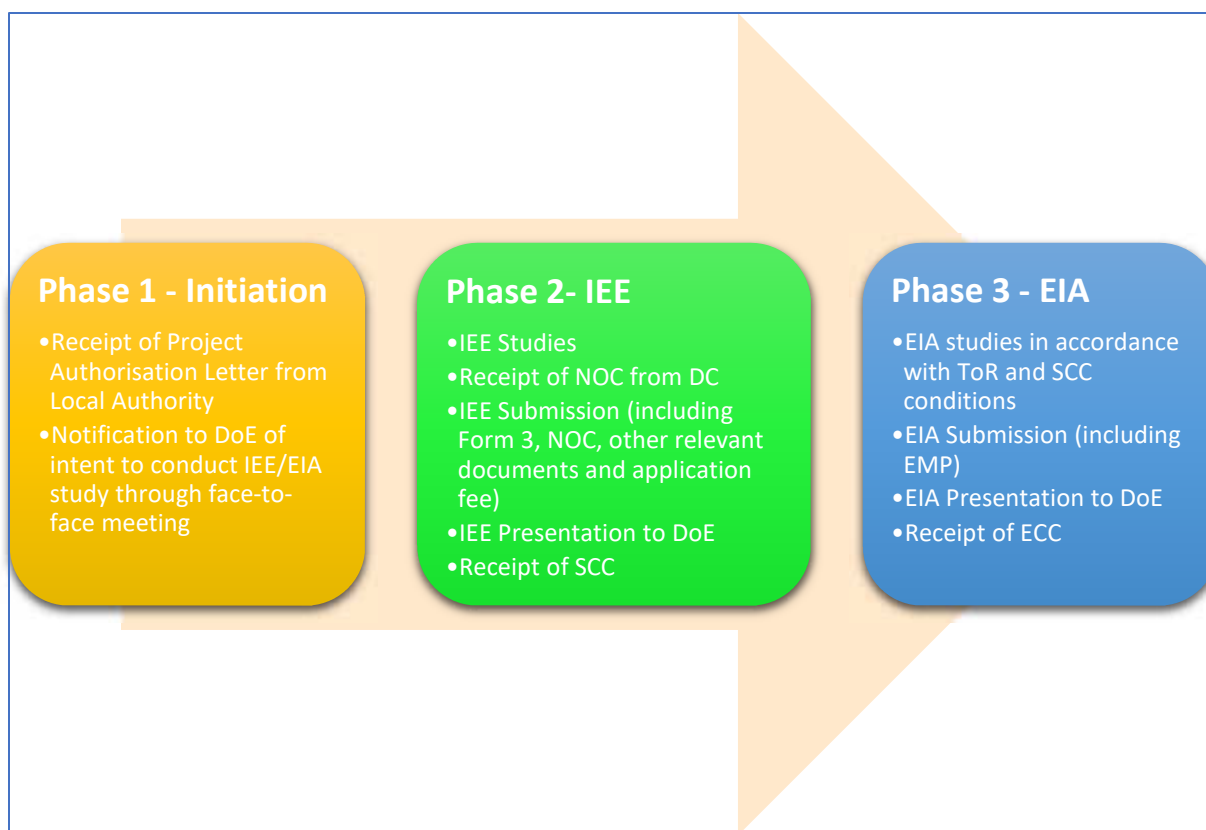 Phase 1 - Initiation
•Receipt of Project
Authorisation Letter from
Local Authority
•Notification to DoE of
intent to conduct IEE/EIA
study through face-to-
face meeting
Phase 2- IEE
•IEE Studies
•Receipt of NOC from DC
•IEE Submission (including
Form 3, NOC, other relevant
documents and application
fee)
•IEE Presentation to DoE
•Receipt of SCC
Phase 3 - EIA
•EIA studies in accordance
with ToR and SCC
conditions
•EIA Submission (including
EMP)
•EIA Presentation to DoE
•Receipt of ECC